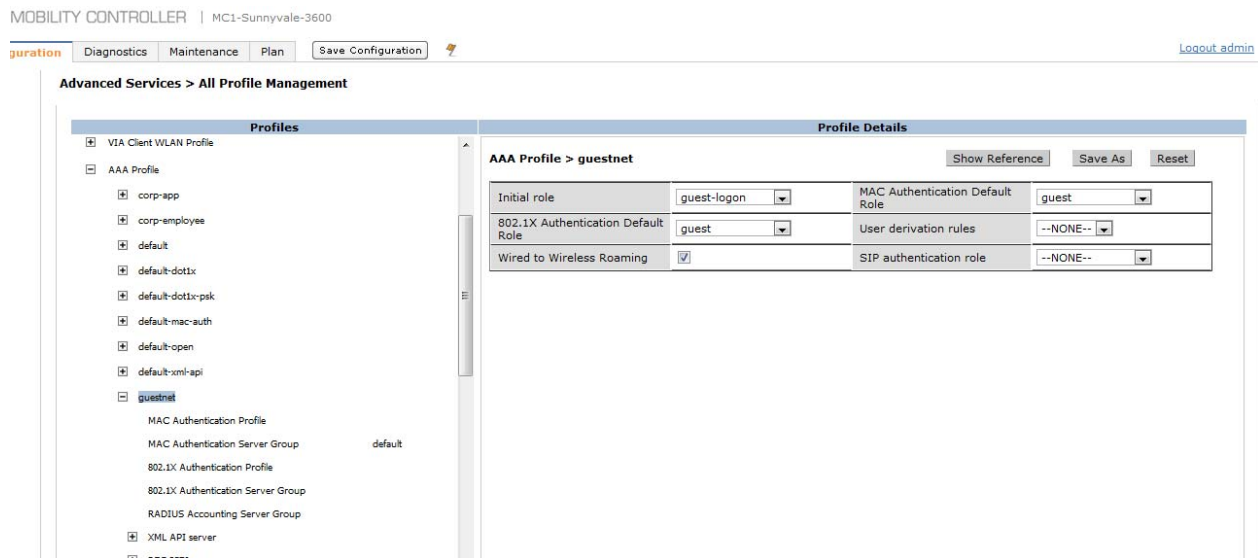 MOBILITY CONTROLLER | MC1-Sunnyvale-3600
guration Diagnostics Maintenance Plan Save Configuration
Logout admin
Advanced Services > All Profile Management
Profiles
Profile Details
VIA Client WLAN Profile
AAA Profile
corp-app
corp-employee
default
default-dot1x
default-dot1x-psk
default-mac-auth
default-open
default-xml-api
guestnet
MAC Authentication Profile
MAC Authentication Server Group default
802.1X Authentication Profile
802.1X Authentication Server Group
RADIUS Accounting Server Group
XML API server
AAA Profile > guestnet
Show Reference Save As Reset
Initial role guest-logon
MAC Authentication Default Role guest
802.1X Authentication Default Role guest
User derivation rules --NONE--
Wired to Wireless Roaming
SIP authentication role --NONE--